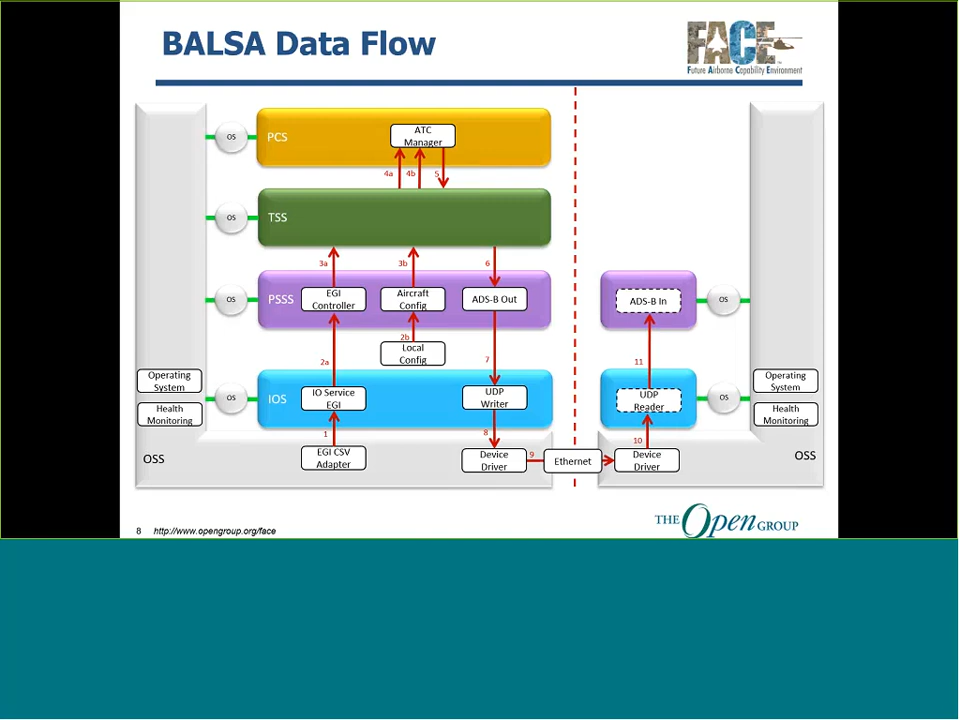 BALSA Data Flow
FACE
Future Airborne Capability Environment
OS
PCS
ATC
Manager
4a
4b
5
OS
TSS
3a
3b
6
OS
PSSS
EGI
Controller
Aircraft
Config
ADS-B Out
ADS-B In
OS
2b
Local
Config
2a
7
11
Operating
System
Health
Monitoring
OS
IOS
IO Service
EGI
UDP
Writer
UDP
Reader
OS
Operating
System
Health
Monitoring
1
8
10
OSS
EGI CSV
Adapter
Device
Driver
9
Ethernet
Device
Driver
OSS
8 http://www.opengroup.org/face
THE Open GROUP